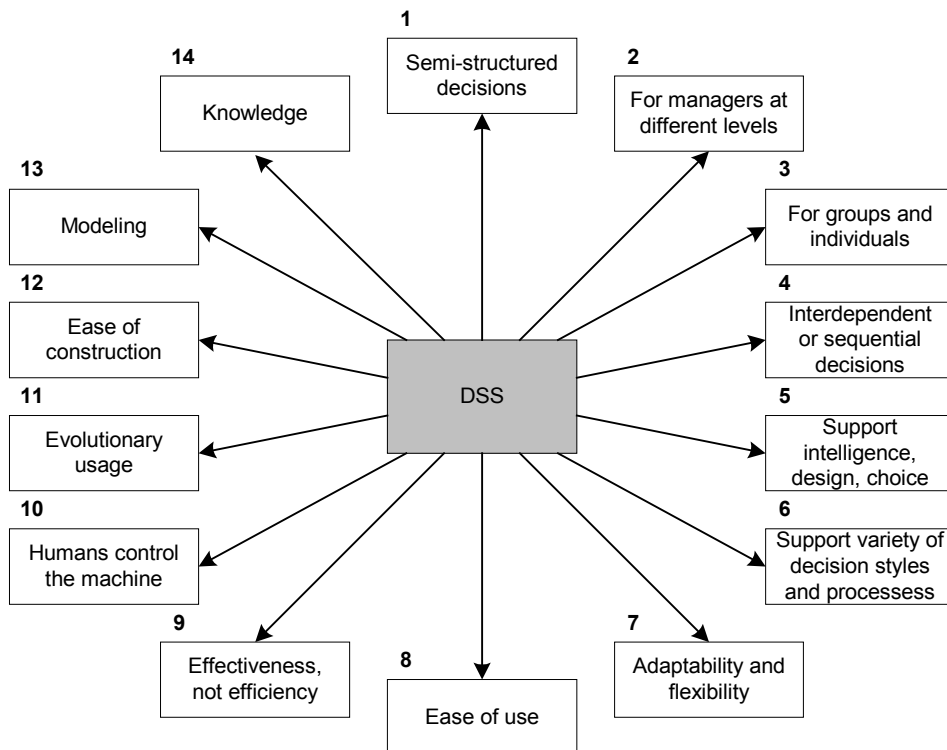 1
Semi-structured
decisions
2
For managers at
different levels
3
For groups and
individuals
4
Interdependent
or sequential
decisions
5
Support
intelligence,
design, choice
6
Support variety of
decision styles
and processess
7
Adaptability and
flexibility
8
Ease of use
9
Effectiveness,
not efficiency
10
Humans control
the machine
11
Evolutionary
usage
12
Ease of
construction
13
Modeling
14
Knowledge
DSS